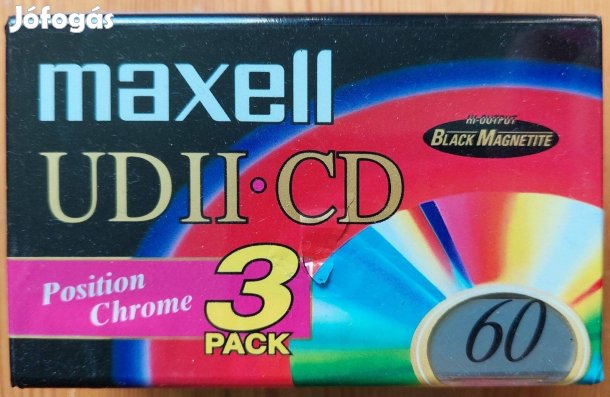 Jófogás
maxell
HI-OUTPUT
BLACK MAGNETITE
UDII·CD
Position
Chrome
3
PACK
60